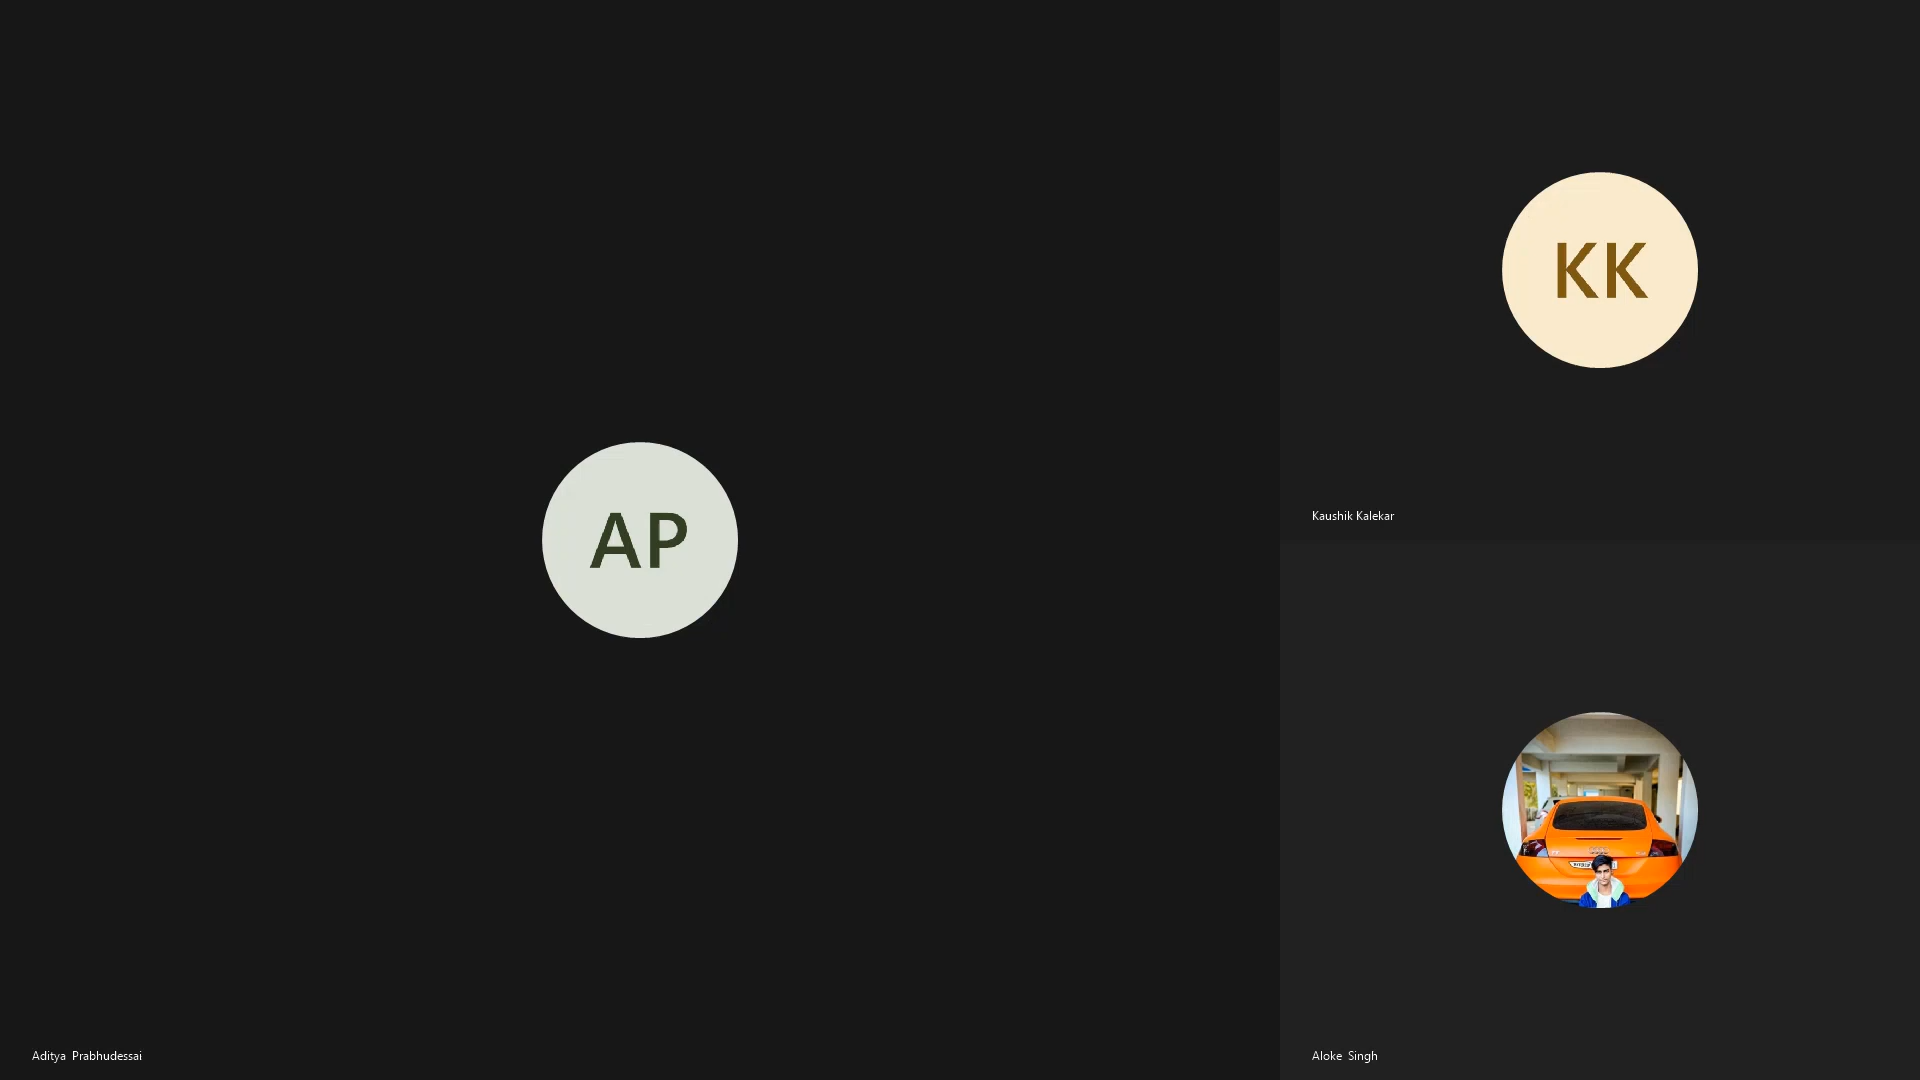 AP
Aditya Prabhudessai
KK
Kaushik Kalekar
Aloke Singh